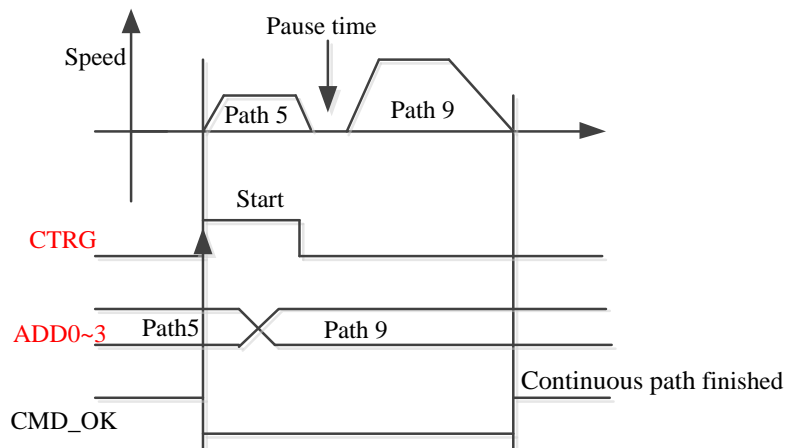 Pause time
Speed
Path 5
Path 9
Start
CTRG
ADD0~3
Path5
Path 9
Continuous path finished
CMD_OK